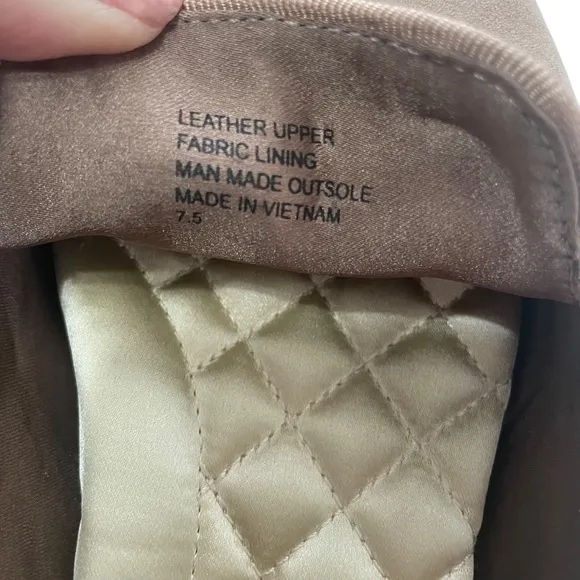 LEATHER UPPER
FABRIC LINING
MAN MADE OUTSOLE
MADE IN VIETNAM
7.5